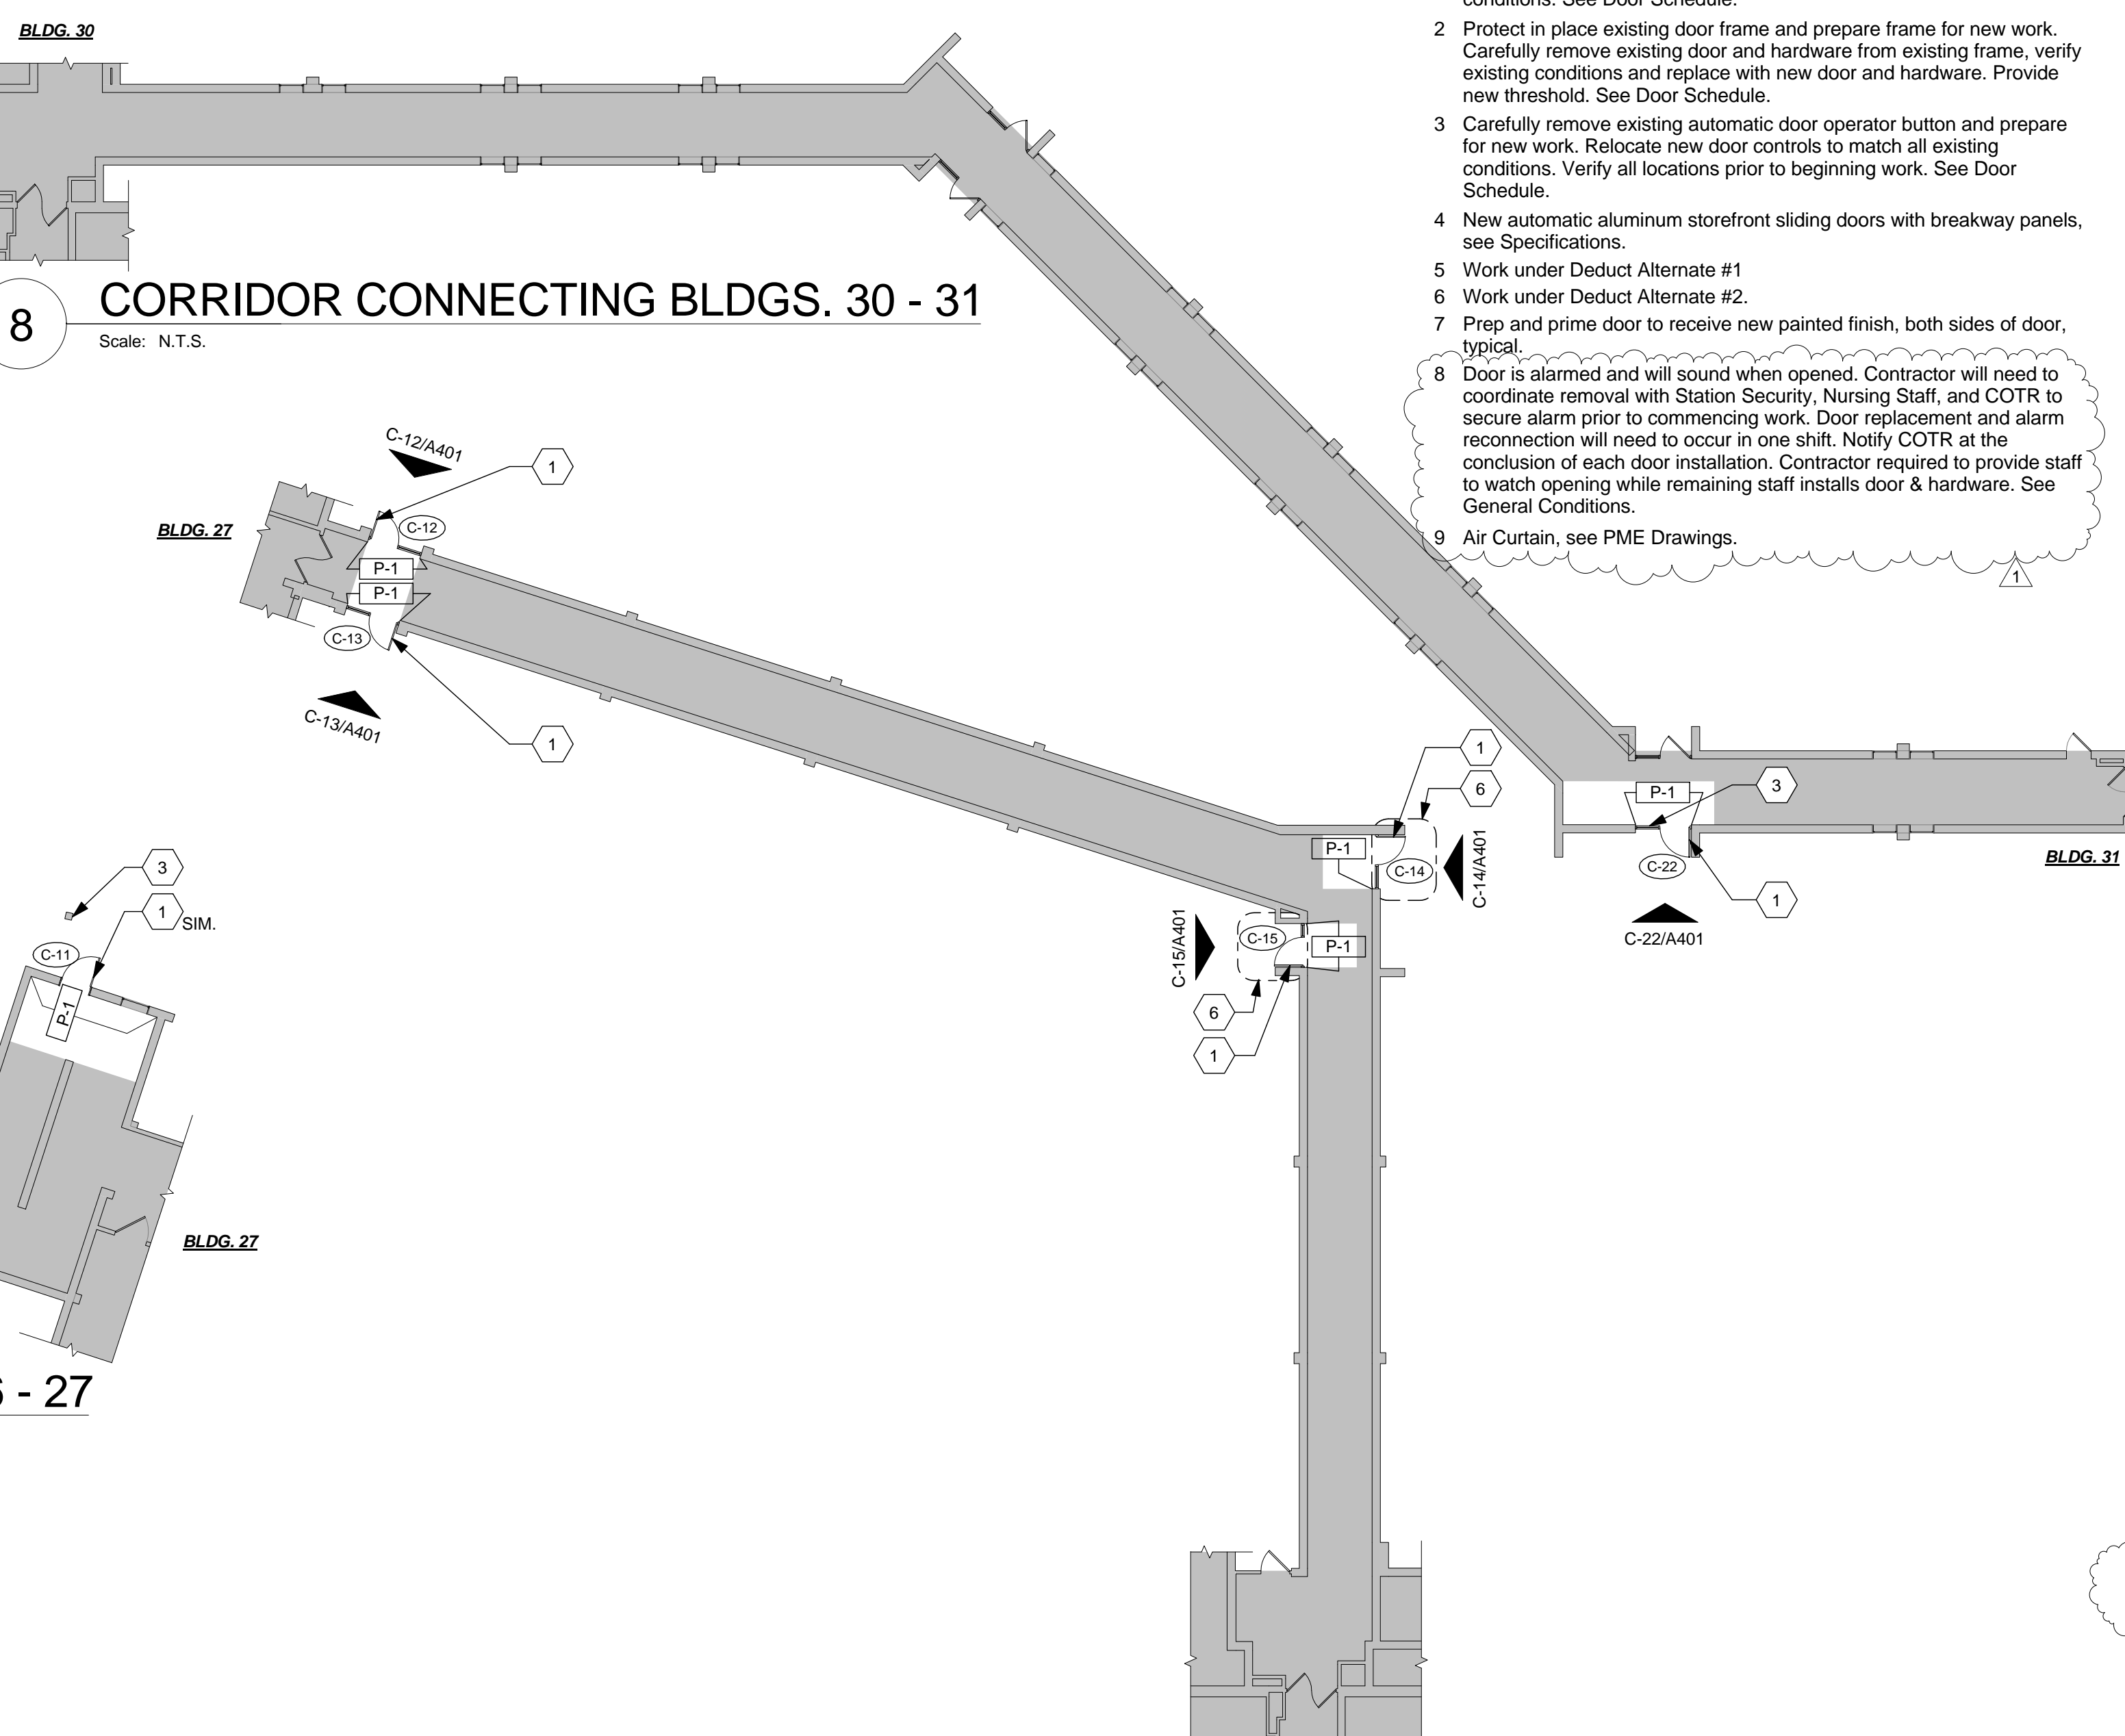 BLDG. 30
8
CORRIDOR CONNECTING BLDGS. 30 - 31
Scale: N.T.S.
conditions. See Door Schedule.
2 Protect in place existing door frame and prepare frame for new work.
Carefully remove existing door and hardware from existing frame, verify
existing conditions and replace with new door and hardware. Provide
new threshold. See Door Schedule.
3 Carefully remove existing automatic door operator button and prepare
for new work. Relocate new door controls to match all existing
conditions. Verify all locations prior to beginning work. See Door
Schedule.
4 New automatic aluminum storefront sliding doors with breakway panels,
see Specifications.
5 Work under Deduct Alternate #1
6 Work under Deduct Alternate #2.
7 Prep and prime door to receive new painted finish, both sides of door,
typical.
8 Door is alarmed and will sound when opened. Contractor will need to
coordinate removal with Station Security, Nursing Staff, and COTR to
secure alarm prior to commencing work. Door replacement and alarm
reconnection will need to occur in one shift. Notify COTR at the
conclusion of each door installation. Contractor required to provide staff
to watch opening while remaining staff installs door & hardware. See
General Conditions.
9 Air Curtain, see PME Drawings.
1
C-12/A401
1
BLDG. 27
C-12
P-1
P-1
C-13
C-13/A401
1
1
6
P-1
C-14
C-14/A401
P-1
3
C-22
1
C-22/A401
BLDG. 31
C-15/A401
C-15
P-1
6
1
3
1
SIM.
C-11
P-1
BLDG. 27
- 27